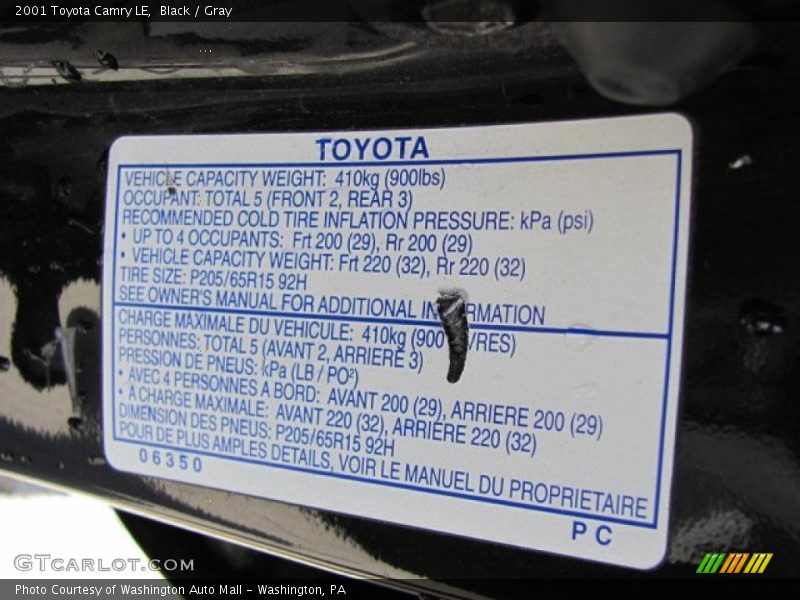 2001 Toyota Camry LE, Black / Gray
TOYOTA
VEHICLE CAPACITY WEIGHT: 410kg (900lbs)
OCCUPANT: TOTAL 5 (FRONT 2, REAR 3)
RECOMMENDED COLD TIRE INFLATION PRESSURE: kPa (psi)
• UP TO 4 OCCUPANTS: Frt 200 (29), Rr 200 (29)
• VEHICLE CAPACITY WEIGHT: Frt 220 (32), Rr 220 (32)
TIRE SIZE: P205/65R15 92H
SEE OWNER'S MANUAL FOR ADDITIONAL INFORMATION
CHARGE MAXIMALE DU VEHICULE: 410kg (900
PERSONNES: TOTAL 5 (AVANT 2, ARRIERE 3)
PRESSION DE PNEUS: kPa (LB / PO²)
• AVEC 4 PERSONNES A BORD: AVANT 200 (29), ARRIERE 200 (29)
• À CHARGE MAXIMALE: AVANT 220 (32), ARRIERE 220 (32)
DIMENSION DES PNEUS: P205/65R15 92H
POUR DE PLUS AMPLES DETAILS, VOIR LE MANUEL DU PROPRIETAIRE
06350
PC
GTcarlot.com
Photo Courtesy of Washington Auto Mall - Washington, PA